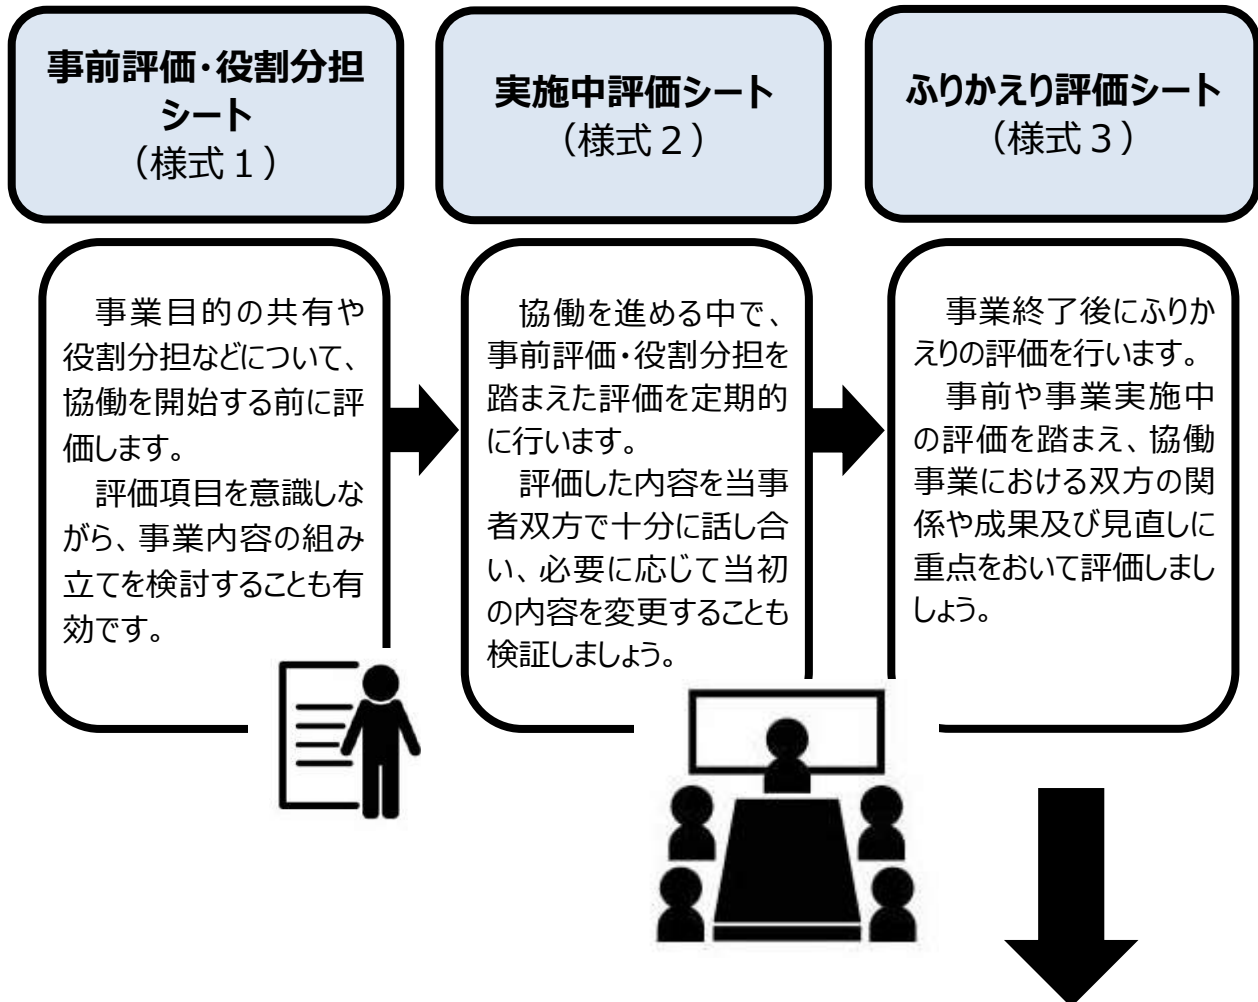 事前評価・役割分担
シート
（様式１）
実施中評価シート
（様式２）
ふりかえり評価シート
（様式３）
事業目的の共有や
役割分担などについて、
協働を開始する前に評
価します。
評価項目を意識しな
がら、事業内容の組み
立てを検討することも有
効です。
協働を進める中で、
事前評価・役割分担を
踏まえた評価を定期的
に行います。
評価した内容を当事
者双方で十分に話し合
い、必要に応じて当初
の内容を変更することも
検証しましょう。
事業終了後にふりか
えりの評価を行います。
事前や事業実施中
の評価を踏まえ、協働
事業における双方の関
係や成果及び見直しに
重点をおいて評価しまし
しょう。